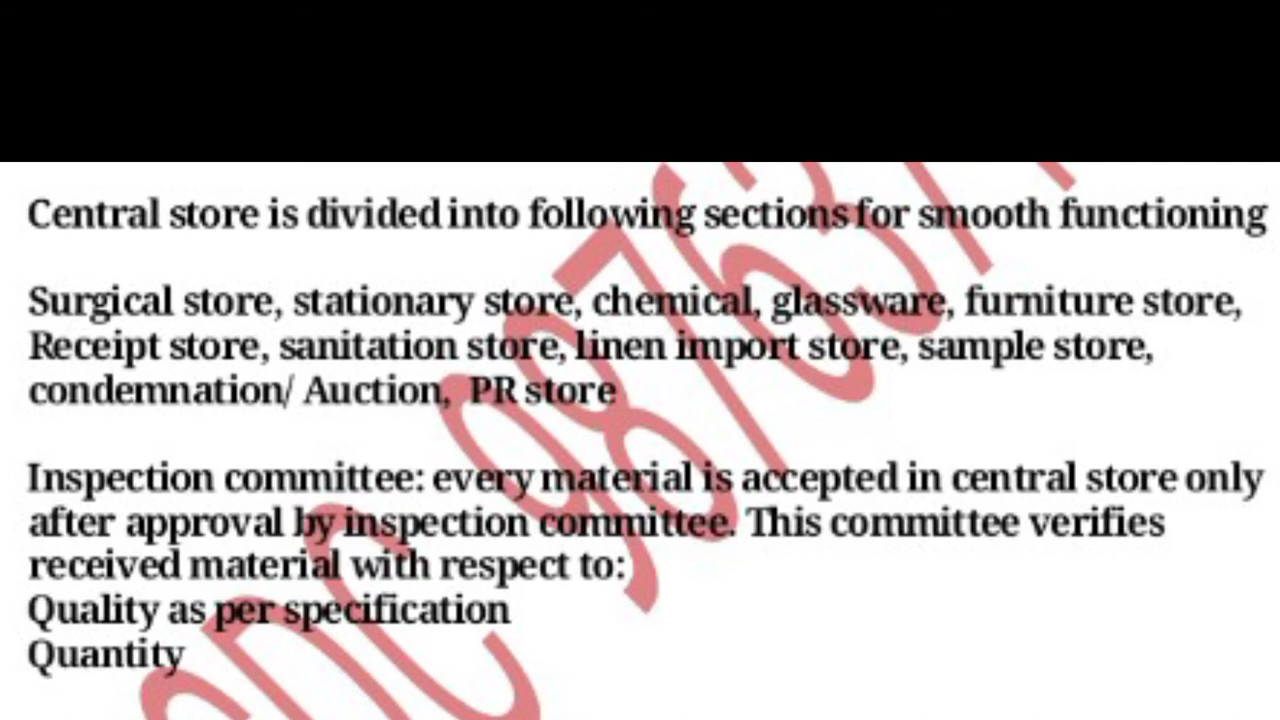 Central store is divided into following sections for smooth functioning
Surgical store, stationary store, chemical, glassware, furniture store,
Receipt store, sanitation store, linen import store, sample store,
condemnation/ Auction, PR store
Inspection committee: every material is accepted in central store only
after approval by inspection committee. This committee verifies
received material with respect to:
Quality as per specification
Quantity